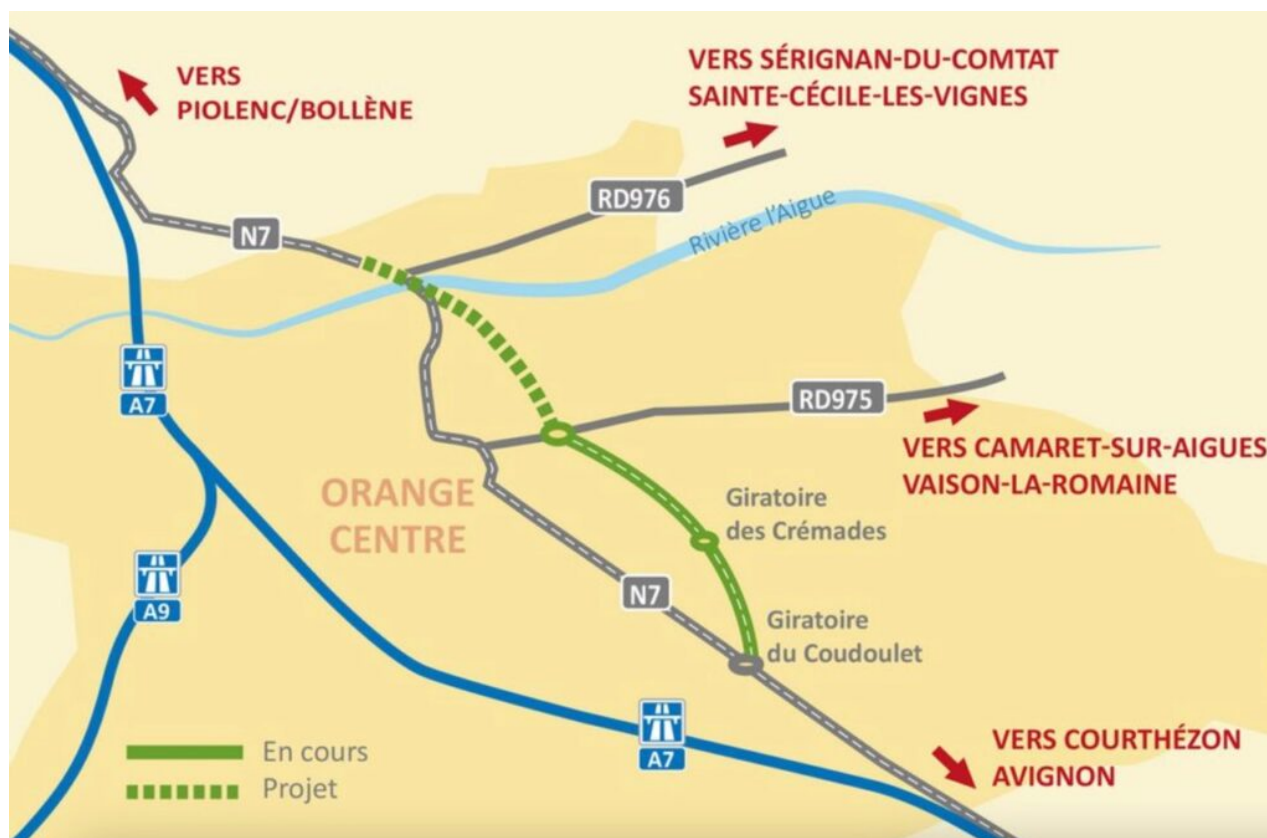 VERS
PIOLENC/BOLLÈNE
VERS SÉRIGNAN-DU-COMTAT
SAINTE-CÉCILE-LES-VIGNES
RD976
Rivière l'Aigue
N7
A7
RD975
VERS CAMARET-SUR-AIGUES
VAISON-LA-ROMAINE
ORANGE
CENTRE
Giratoire
des Crémades
A9
N7
Giratoire
du Coudoulet
A7
VERS COURTHÉZON
AVIGNON
En cours
Projet